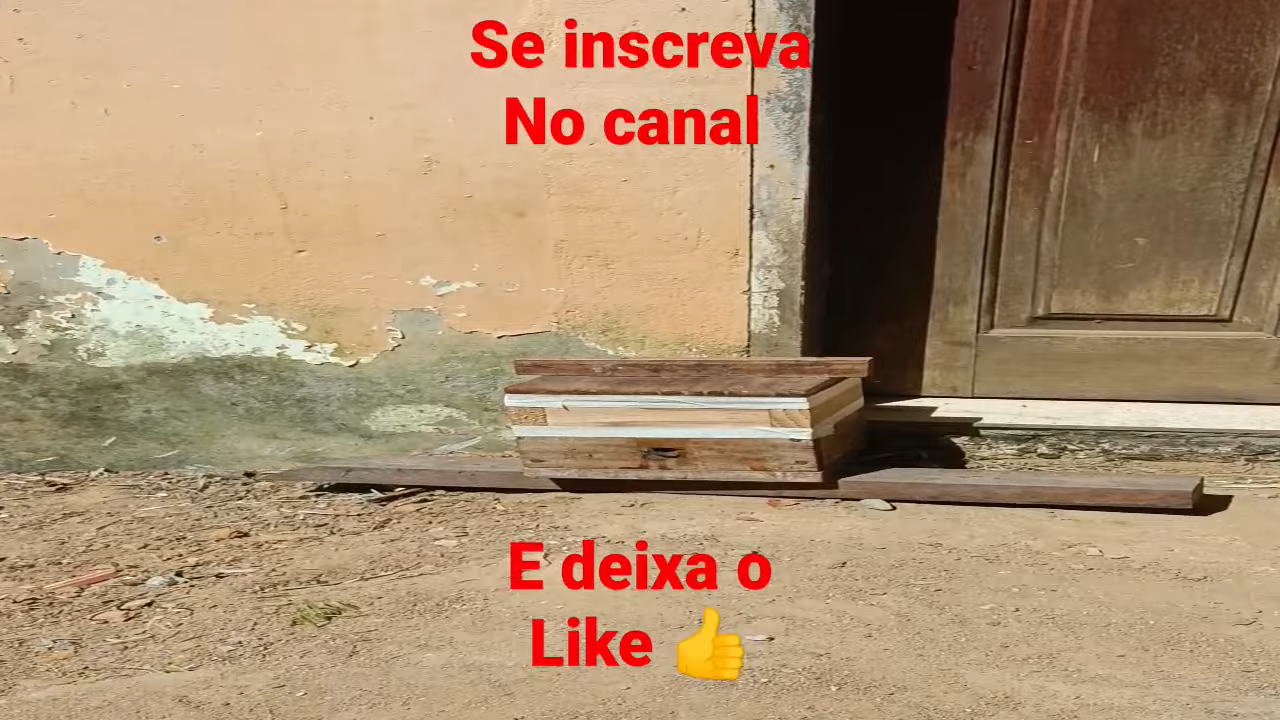 Se inscreva
No canal
E deixa o
Like 👍